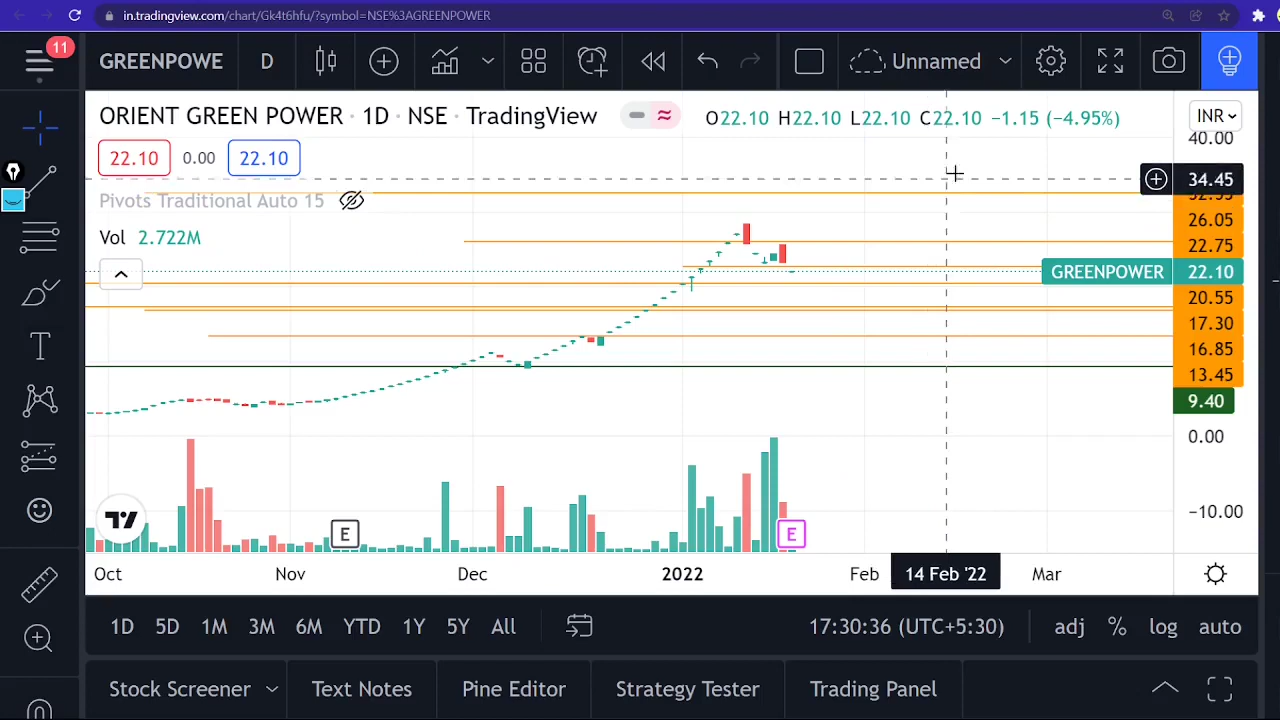 in.tradingview.com/chart/Gk4t6hfu/?symbol=NSE%3AGREENPOWER
11
GREENPOWE D Unnamed
ORIENT GREEN POWER · 1D · NSE · TradingView
O22.10 H22.10 L22.10 C22.10 −1.15 (−4.95%)
INR
40.00
22.10 0.00 22.10
34.45
Pivots Traditional Auto 15
26.05
Vol 2.722M
22.75
GREENPOWER 22.10
20.55
17.30
16.85
13.45
9.40
0.00
−10.00
E E
Oct Nov Dec 2022 Feb 14 Feb '22 Mar
1D 5D 1M 3M 6M YTD 1Y 5Y All 17:30:36 (UTC+5:30) adj % log auto
Stock Screener Text Notes Pine Editor Strategy Tester Trading Panel